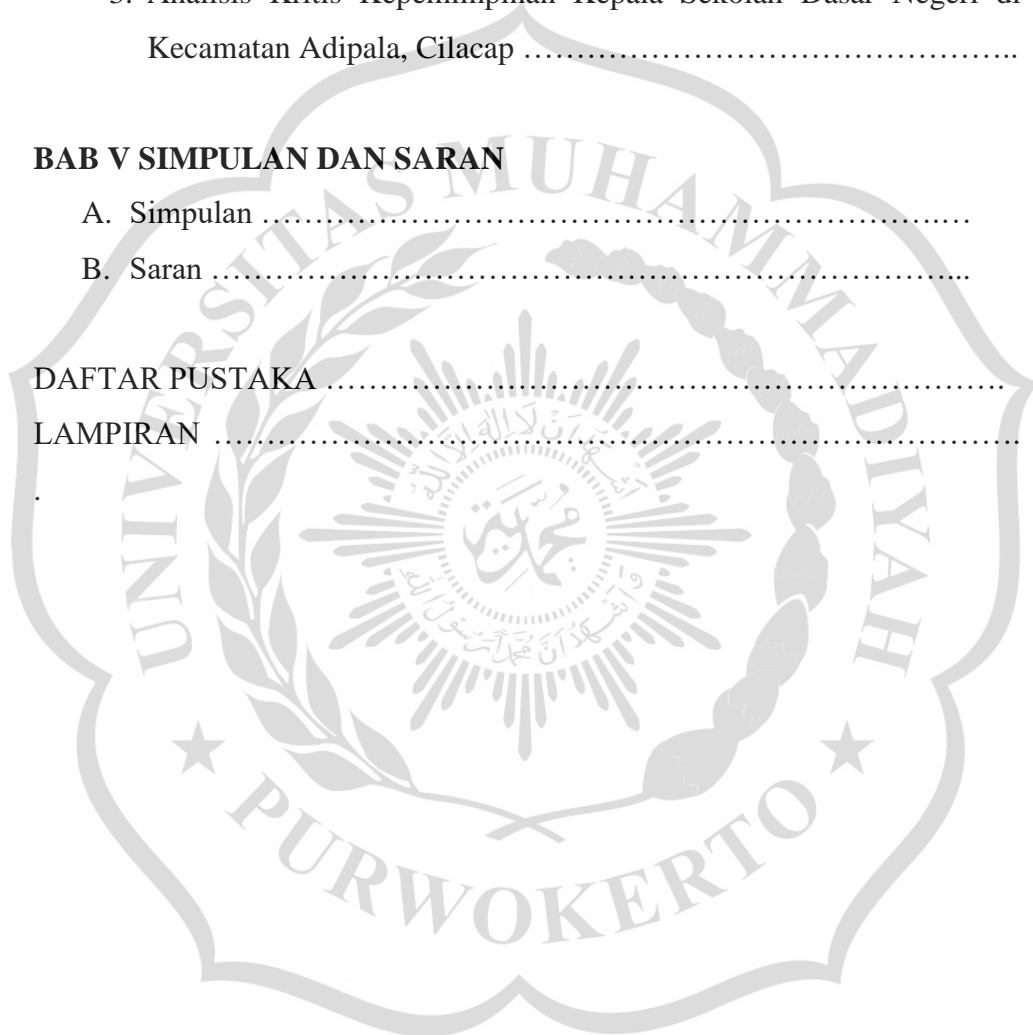 Analisis Kritis Kepemimpinan Kepala Sekolah Dasar Negeri di
Kecamatan Adipala, Cilacap …………………………………………..
BAB V SIMPULAN DAN SARAN
A. Simpulan ……………………………………………………….…
B. Saran …………………………………………………………...
DAFTAR PUSTAKA …………………………………………………………
LAMPIRAN ………………………………………………………………….
.
UNIVERSITAS MUHAMMADIYAH
PURWOKERTO